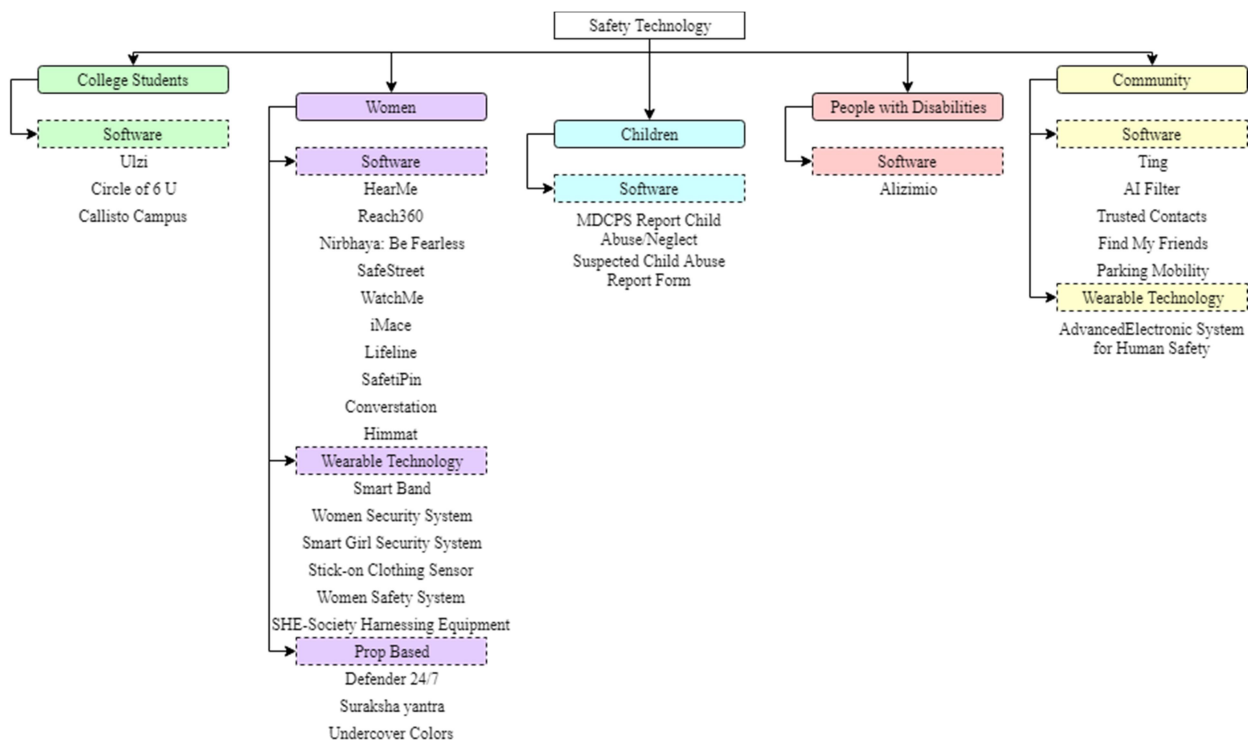 Safety Technology
College Students
Software
Ulzi
Circle of 6 U
Callisto Campus
Women
Software
HearMe
Reach360
Nirbhaya: Be Fearless
SafeStreet
WatchMe
iMace
Lifeline
SafetiPin
Converstation
Himmat
Wearable Technology
Smart Band
Women Security System
Smart Girl Security System
Stick-on Clothing Sensor
Women Safety System
SHE-Society Harnessing Equipment
Prop Based
Defender 24/7
Suraksha yantra
Undercover Colors
Children
Software
MDCPS Report Child
Abuse/Neglect
Suspected Child Abuse
Report Form
People with Disabilities
Software
Alizimio
Community
Software
Ting
AI Filter
Trusted Contacts
Find My Friends
Parking Mobility
Wearable Technology
AdvancedElectronic System
for Human Safety